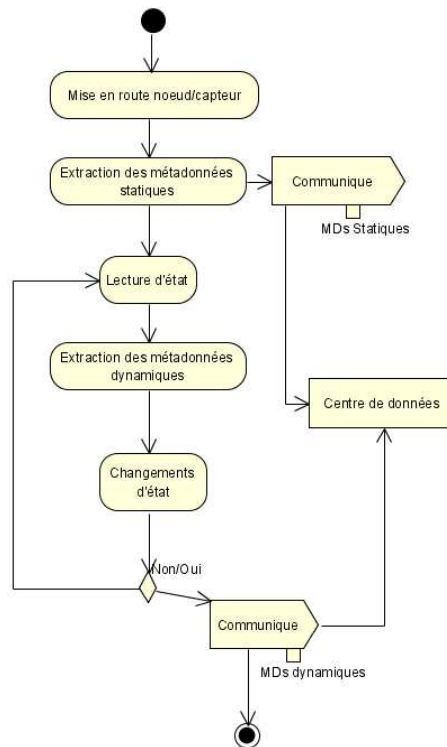 Mise en route noeud/capteur
Extraction des métadonnées
statiques
Communique
MDs Statiques
Lecture d'état
Extraction des métadonnées
dynamiques
Centre de données
Changements
d'état
Non/Oui
Communique
MDs dynamiques